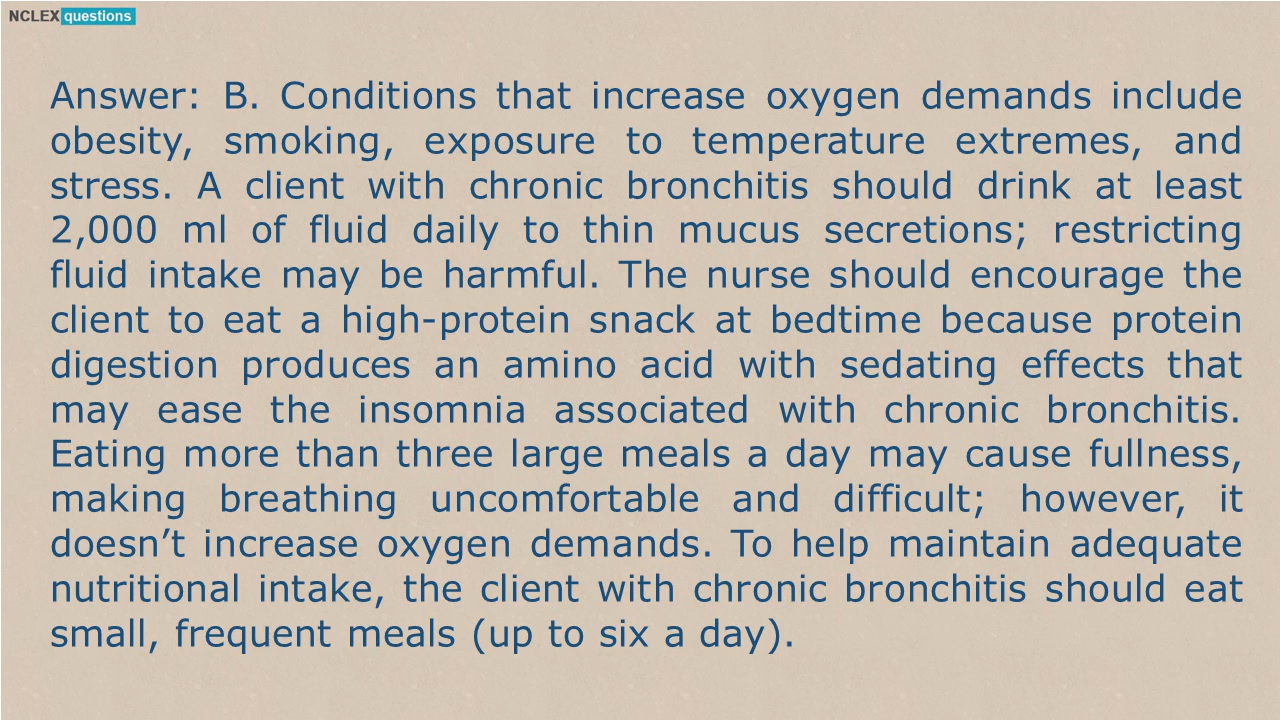 NCLEX questions
Answer: B. Conditions that increase oxygen demands include
obesity, smoking, exposure to temperature extremes, and
stress. A client with chronic bronchitis should drink at least
2,000 ml of fluid daily to thin mucus secretions; restricting
fluid intake may be harmful. The nurse should encourage the
client to eat a high-protein snack at bedtime because protein
digestion produces an amino acid with sedating effects that
may ease the insomnia associated with chronic bronchitis.
Eating more than three large meals a day may cause fullness,
making breathing uncomfortable and difficult; however, it
doesn’t increase oxygen demands. To help maintain adequate
nutritional intake, the client with chronic bronchitis should eat
small, frequent meals (up to six a day).